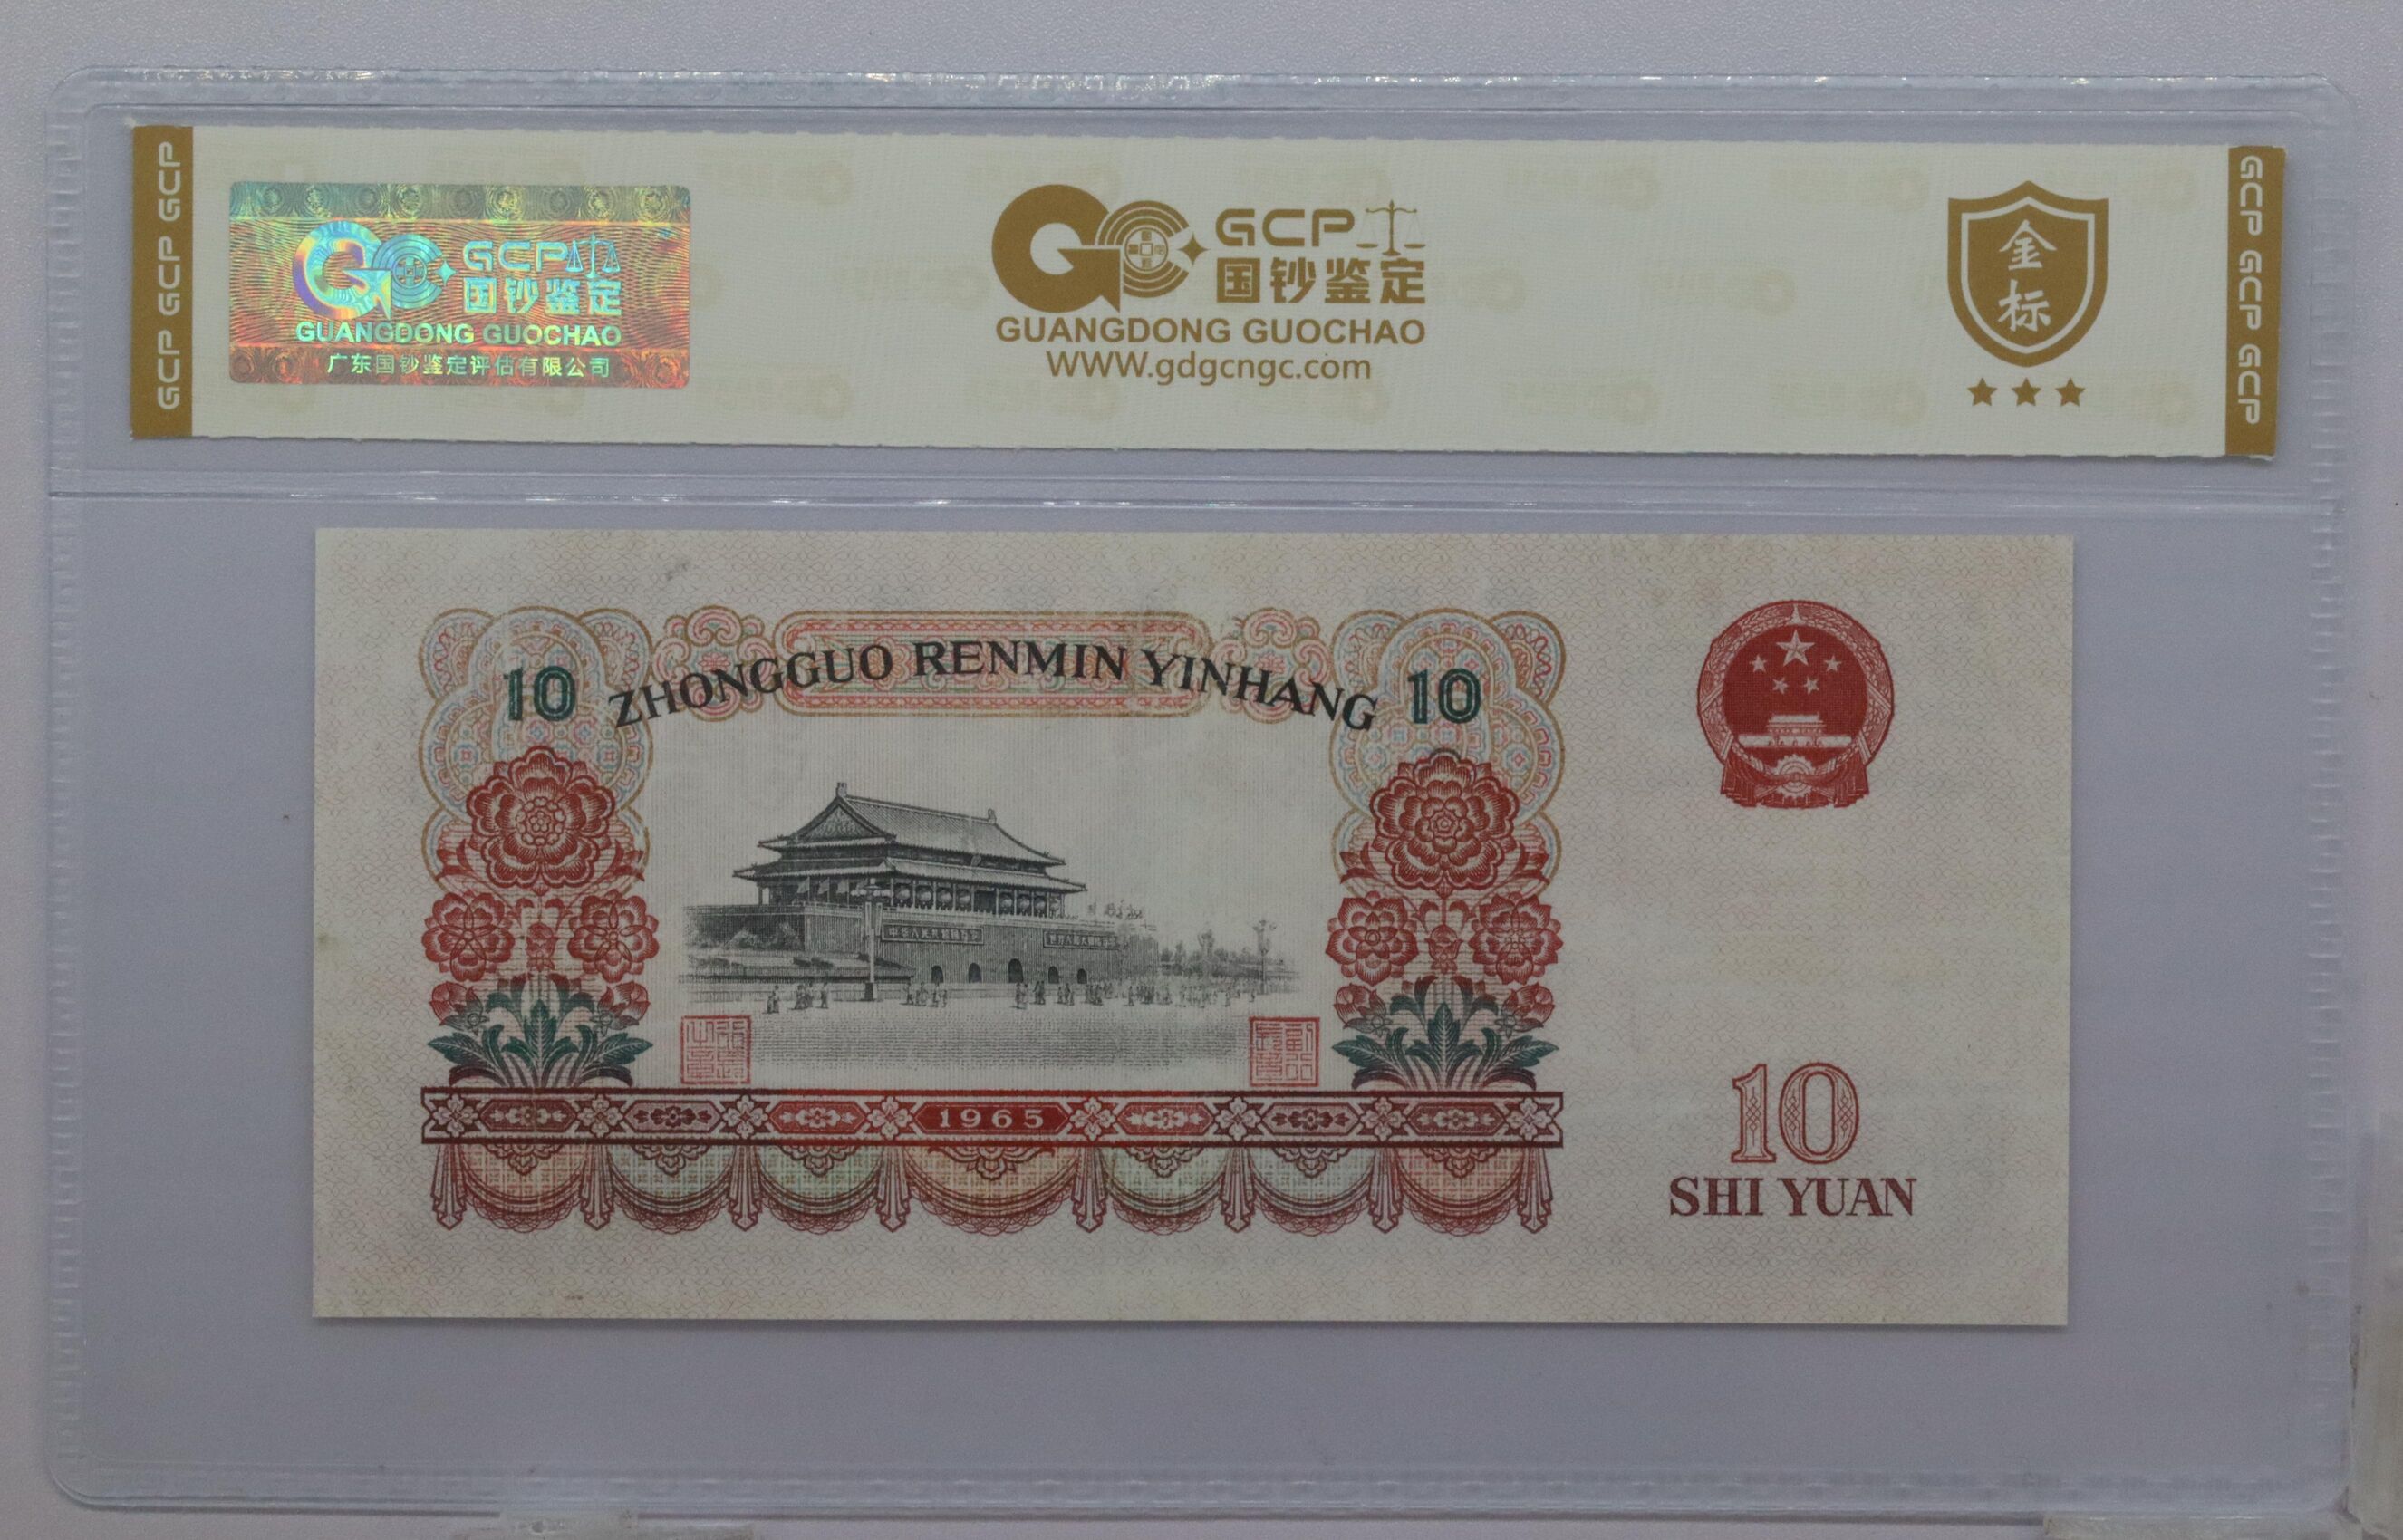 GCP GCP GCP
GCP
国钞鉴定
GUANGDONG GUOCHAO
广东国钞鉴定评估有限公司
GCP
国钞鉴定
GUANGDONG GUOCHAO
WWW.gdgcngc.com
金
标
GCP GCP GCP
10 ZHONGGUO RENMIN YINHANG 10
1965
10
SHI YUAN